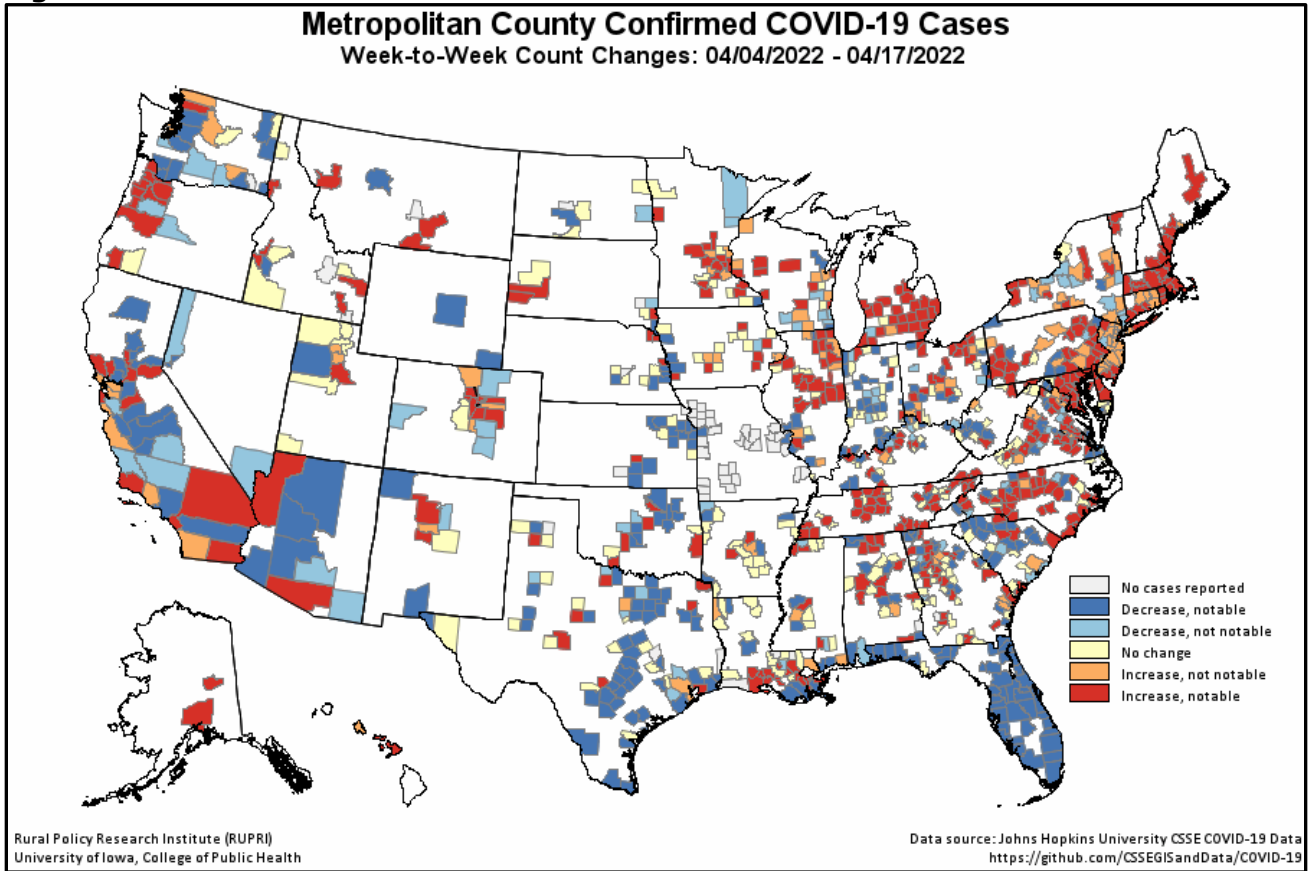 Metropolitan County Confirmed COVID-19 Cases
Week-to-Week Count Changes: 04/04/2022 - 04/17/2022
No cases reported
Decrease, notable
Decrease, not notable
No change
Increase, not notable
Increase, notable
Rural Policy Research Institute (RUPRI)
University of Iowa, College of Public Health
Data source: Johns Hopkins University CSSE COVID-19 Data
https://github.com/CSSEGISandData/COVID-19